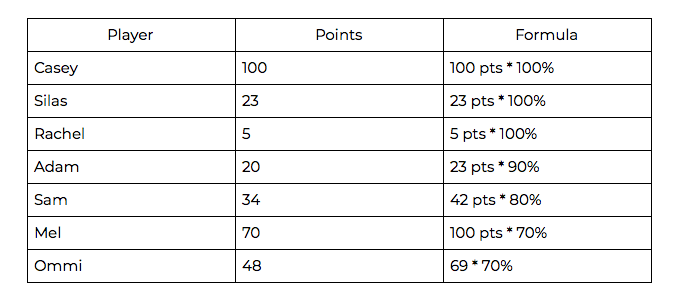 Player Points Formula
Casey 100 100 pts * 100%
Silas 23 23 pts * 100%
Rachel 5 5 pts * 100%
Adam 20 23 pts * 90%
Sam 34 42 pts * 80%
Mel 70 100 pts * 70%
Ommi 48 69 * 70%